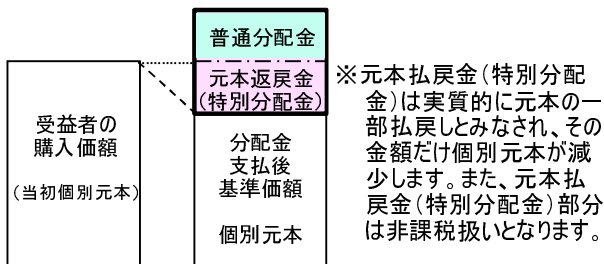 普通分配金
元本返戻金
(特別分配金)
受益者の
購入価額
(当初個別元本)
分配金
支払後
基準価額
個別元本
※元本払戻金(特別分配
金)は実質的に元本の一
部払戻しとみなされ、その
金額だけ個別元本が減
少します。また、元本払
戻金(特別分配金)部分
は非課税扱いとなります。